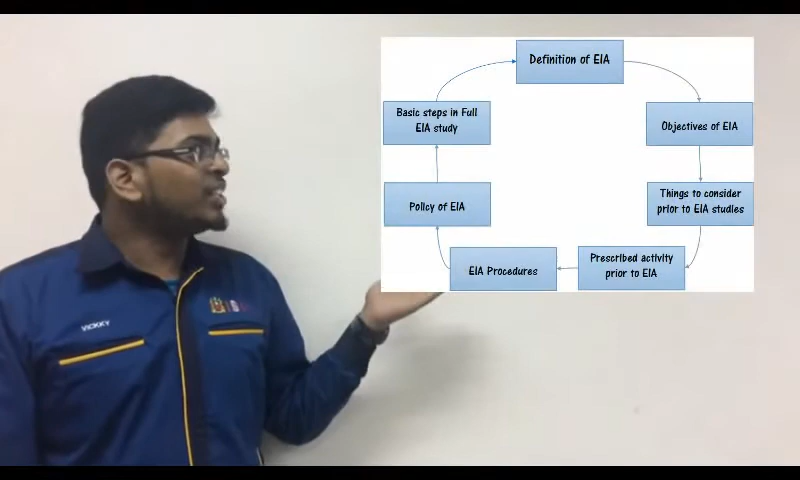 Definition of EIA
Objectives of EIA
Things to consider
prior to EIA studies
Prescribed activity
prior to EIA
EIA Procedures
Policy of EIA
Basic steps in Full
EIA study
VICKKY